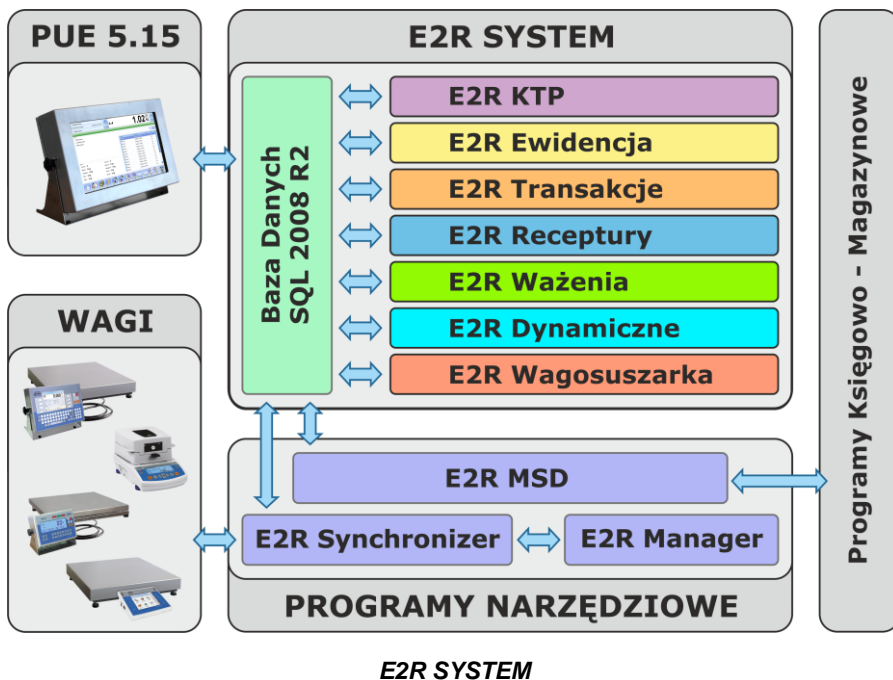 PUE 5.15
1.02
E2R SYSTEM
Baza Danych
SQL 2008 R2
E2R KTP
E2R Ewidencja
E2R Transakcje
E2R Receptury
E2R Ważenia
E2R Dynamiczne
E2R Wagosuszarka
WAGI
E2R MSD
E2R Synchronizer
E2R Manager
PROGRAMY NARZĘDZIOWE
Programy Księgowo - Magazynowe
E2R SYSTEM